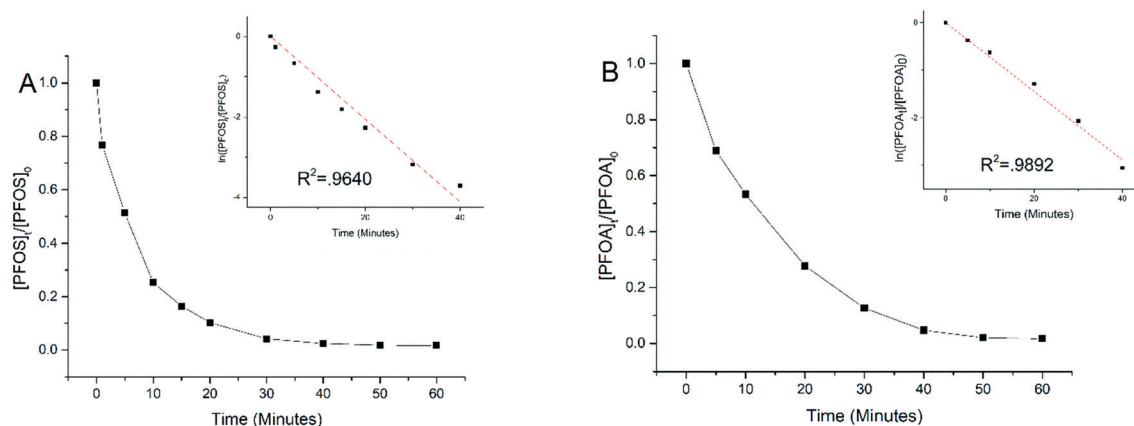 A
[PFOS]t/[PFOS]0
1.0
0.8
0.6
0.4
0.2
0.0
0 10 20 30 40 50 60
Time (Minutes)
ln([PFOS]t/[PFOS]0)
0
-2
-4
R2=.9640
0 20 40
Time (Minutes)
B
[PFOA]t/[PFOA]0
1.0
0.8
0.6
0.4
0.2
0.0
0 10 20 30 40 50 60
Time (Minutes)
ln([PFOAt]/[PFOA]0)
0
-2
R2=.9892
0 20 40
Time (Minutes)